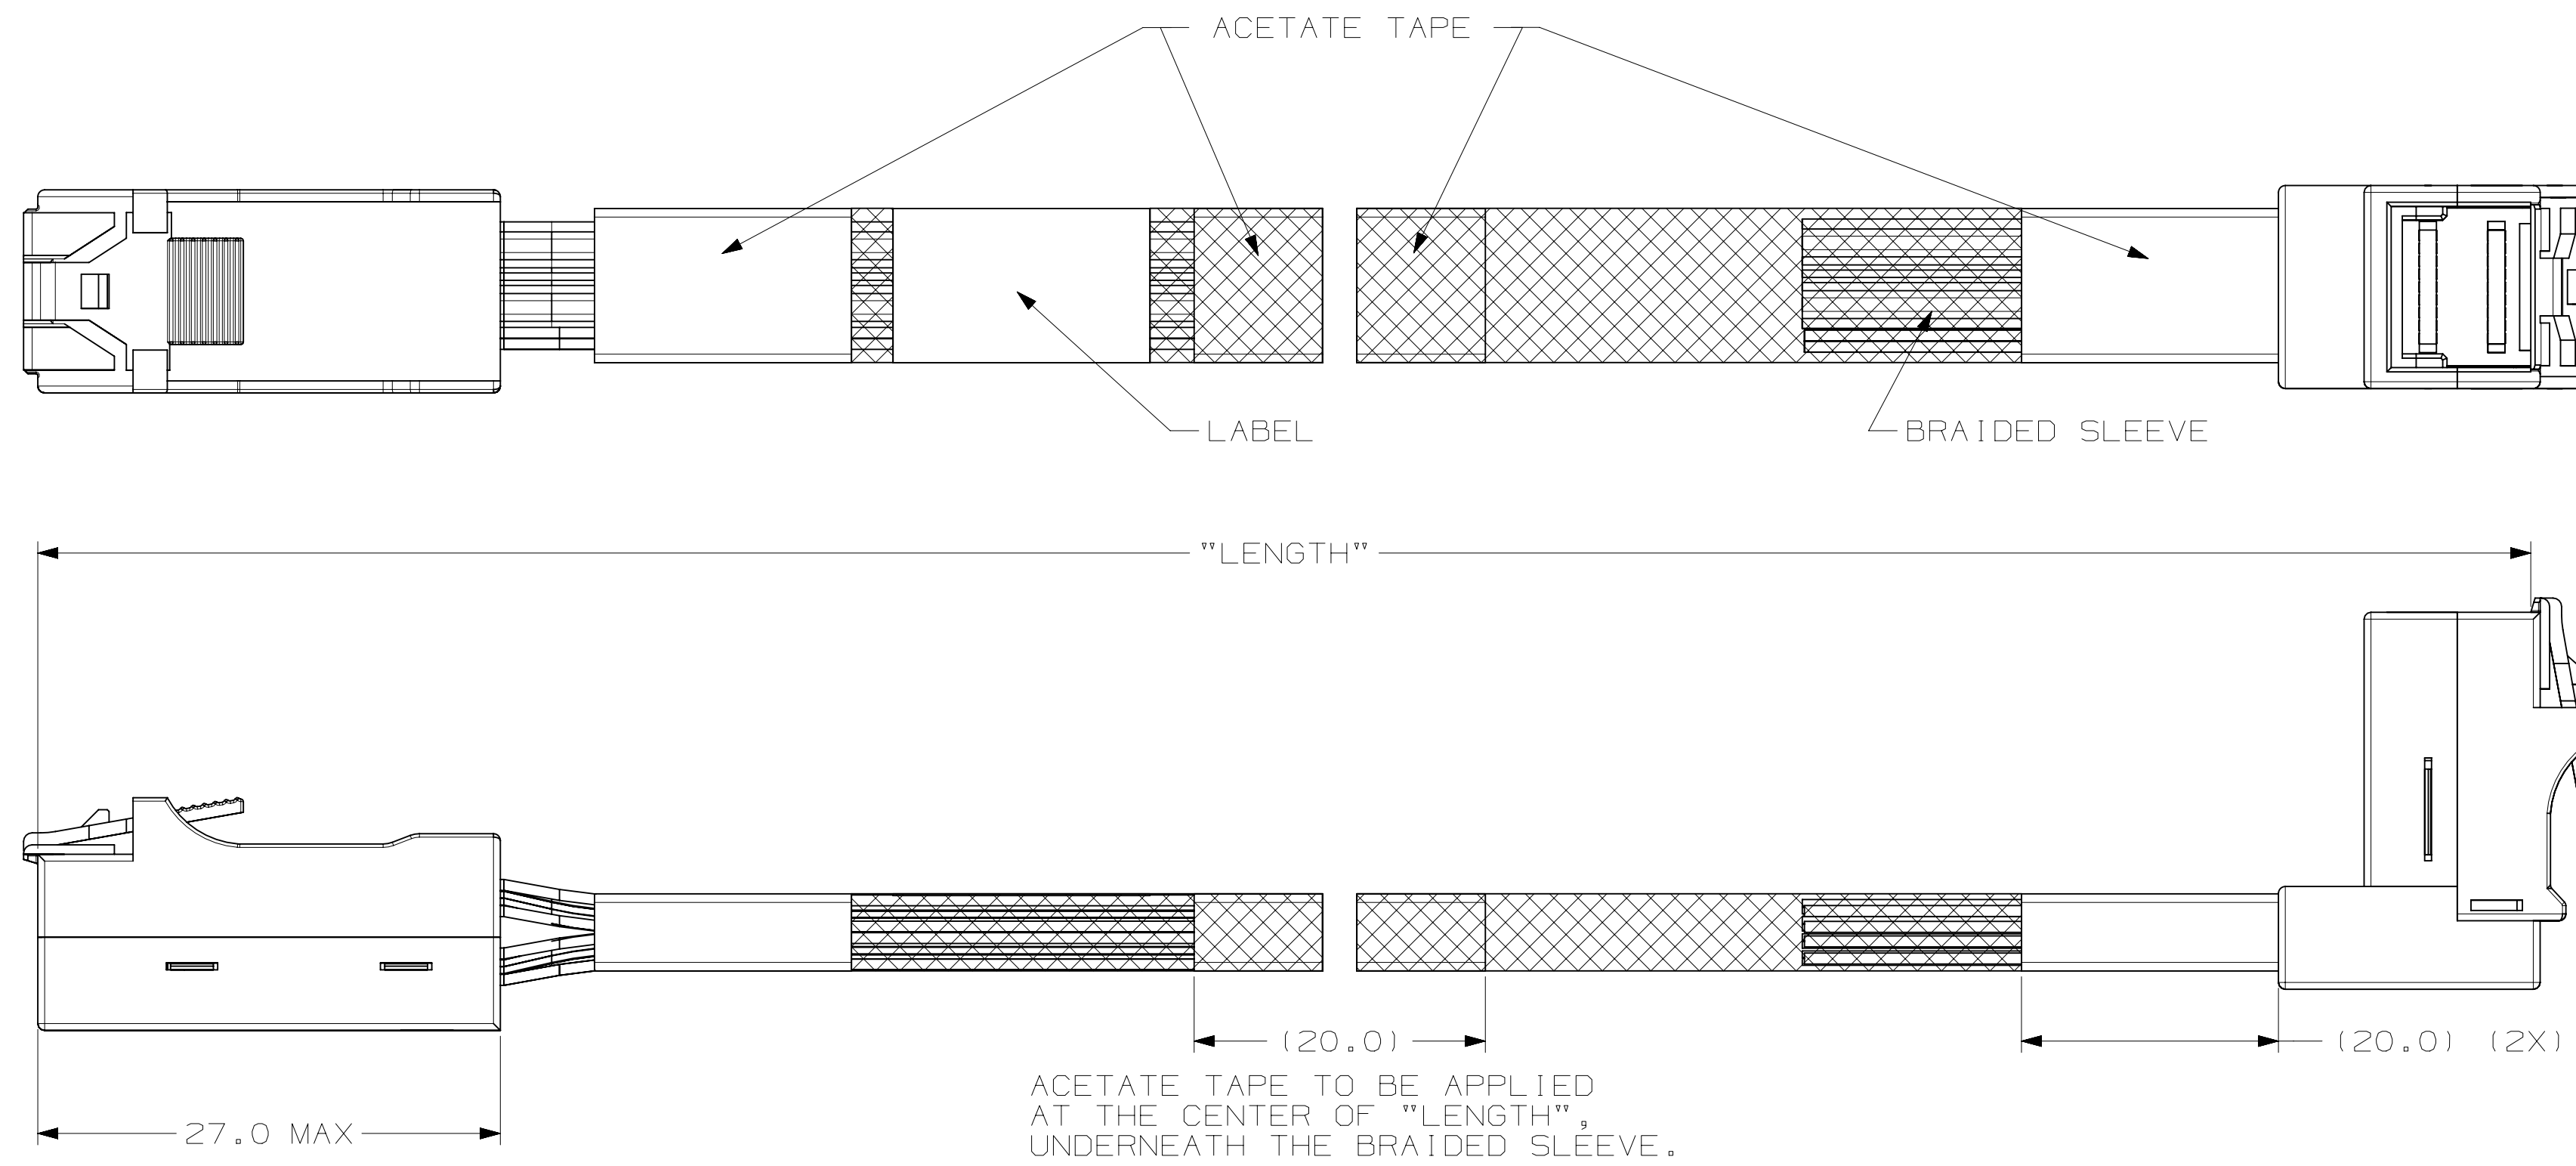 ACETATE TAPE
LABEL
BRAIDED SLEEVE
"LENGTH"
(20.0)
(20.0) (2X)
ACETATE TAPE TO BE APPLIED
AT THE CENTER OF "LENGTH",
UNDERNEATH THE BRAIDED SLEEVE.
27.0 MAX